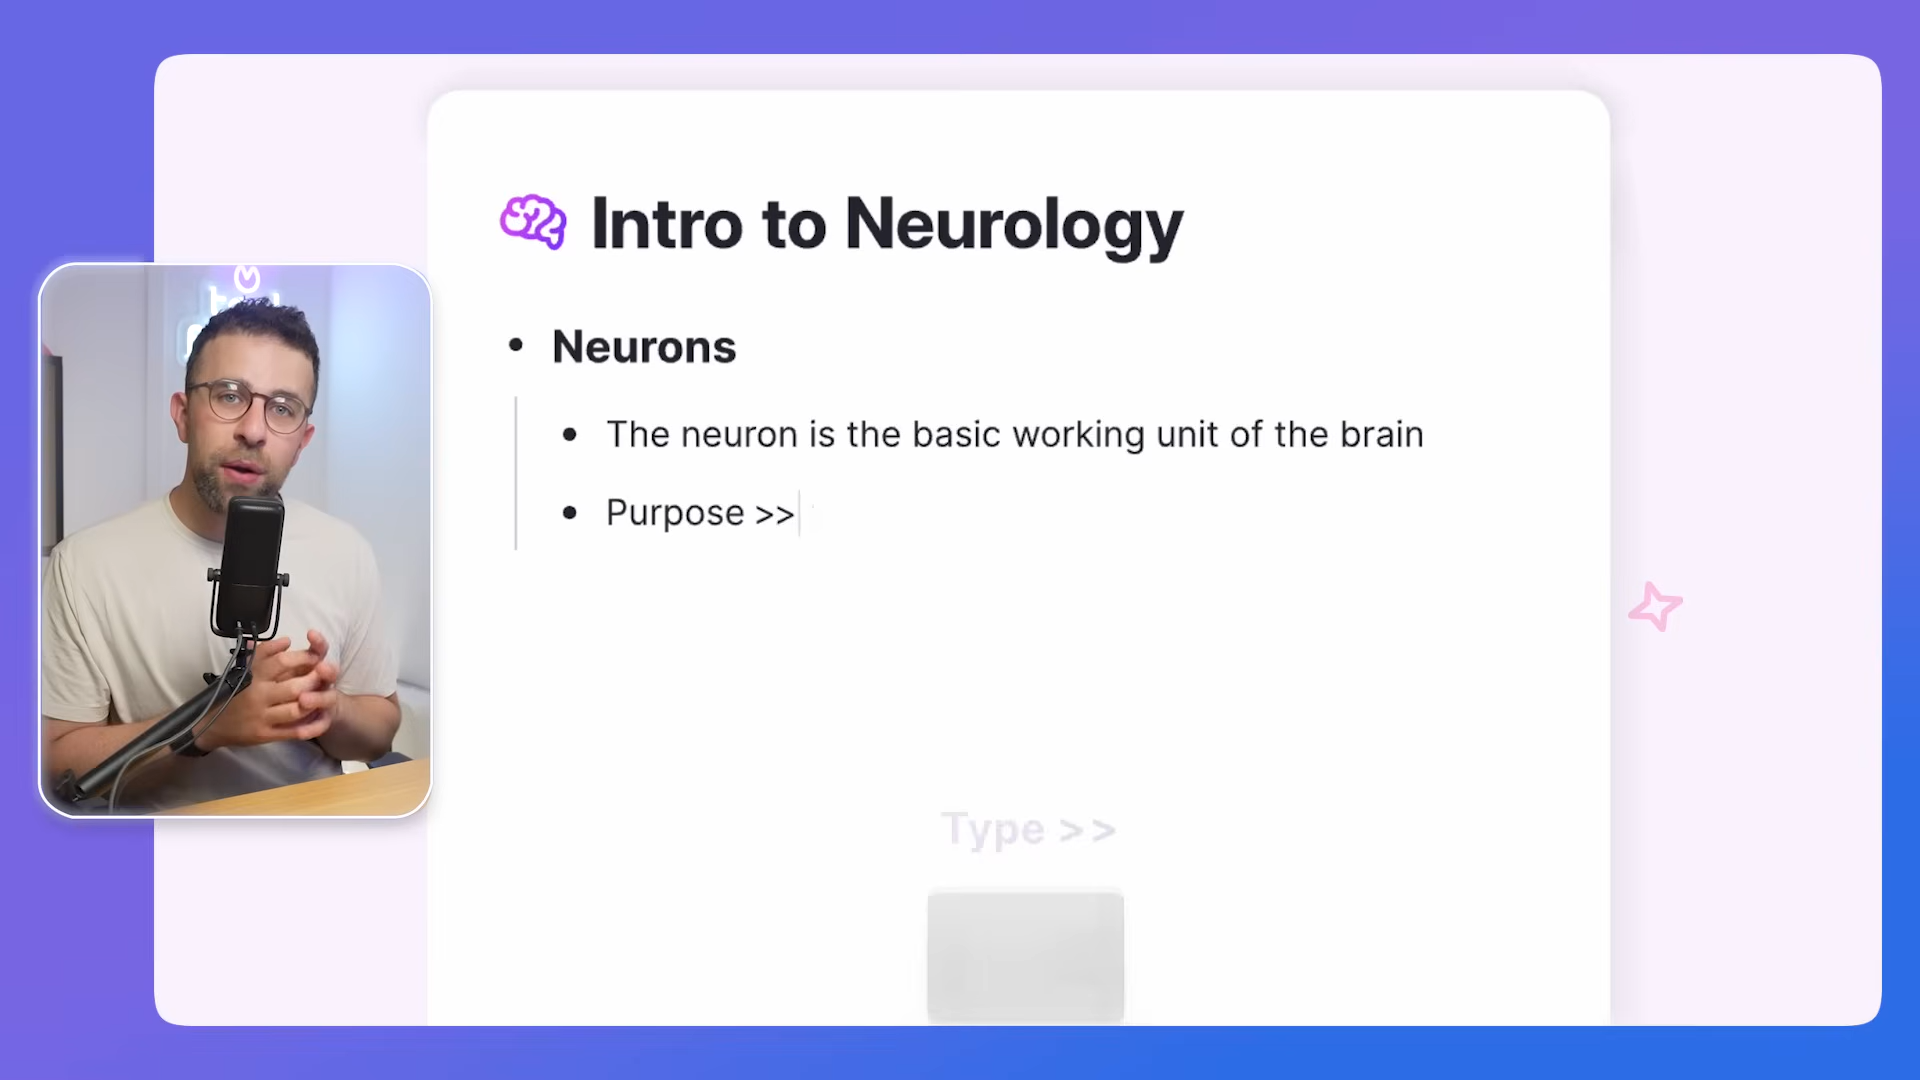 Intro to Neurology
Neurons
The neuron is the basic working unit of the brain
Purpose >>
Type >>